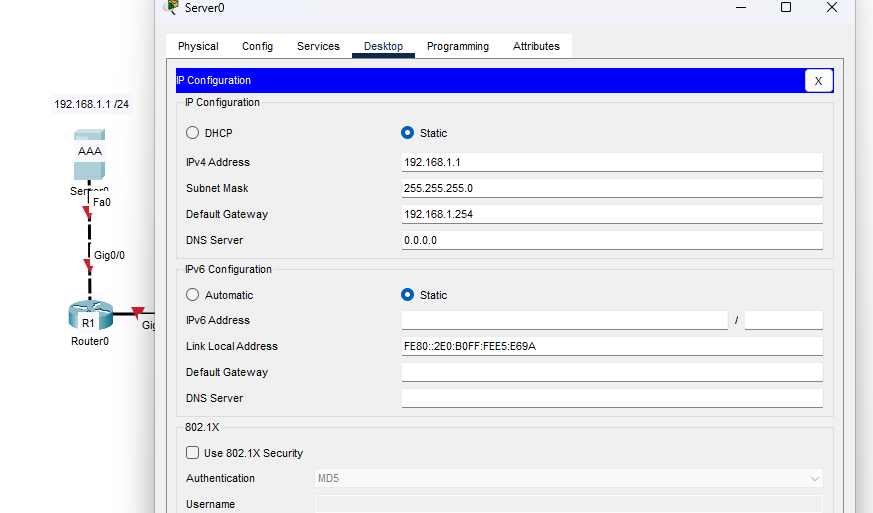 Server0
Physical Config Services Desktop Programming Attributes
IP Configuration X
IP Configuration
DHCP Static
IPv4 Address 192.168.1.1
Subnet Mask 255.255.255.0
Default Gateway 192.168.1.254
DNS Server 0.0.0.0
IPv6 Configuration
Automatic Static
IPv6 Address /
Link Local Address FE80::2E0:B0FF:FEE5:E69A
Default Gateway
DNS Server
802.1X
Use 802.1X Security
Authentication MD5
Username
192.168.1.1 /24
AAA
Server0
Fa0
Gig0/0
R1
Gig
Router0